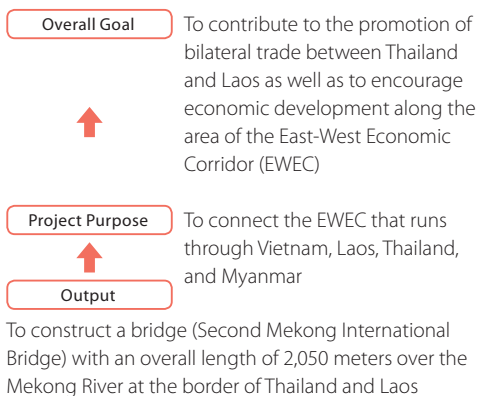 Overall Goal
To contribute to the promotion of
bilateral trade between Thailand
and Laos as well as to encourage
economic development along the
area of the East-West Economic
Corridor (EWEC)
Project Purpose
To connect the EWEC that runs
through Vietnam, Laos, Thailand,
and Myanmar
Output
To construct a bridge (Second Mekong International
Bridge) with an overall length of 2,050 meters over the
Mekong River at the border of Thailand and Laos